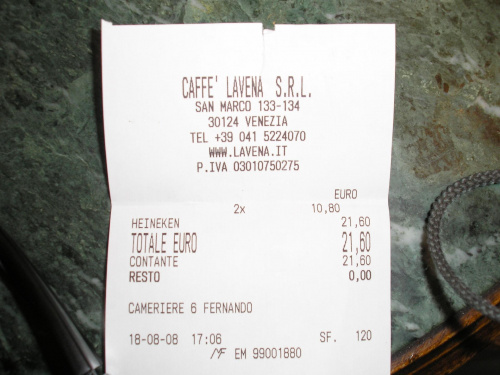 CAFFE' LAVENA S.R.L.
SAN MARCO 133-134
30124 VENEZIA
TEL +39 041 5224070
WWW.LAVENA.IT
P.IVA 03010750275
EURO
2x 10,80
HEINEKEN 21,60
TOTALE EURO 21,60
CONTANTE 21,60
RESTO 0,00
CAMERIERE 6 FERNANDO
18-08-08 17:06 SF. 120
MF EM 99001880